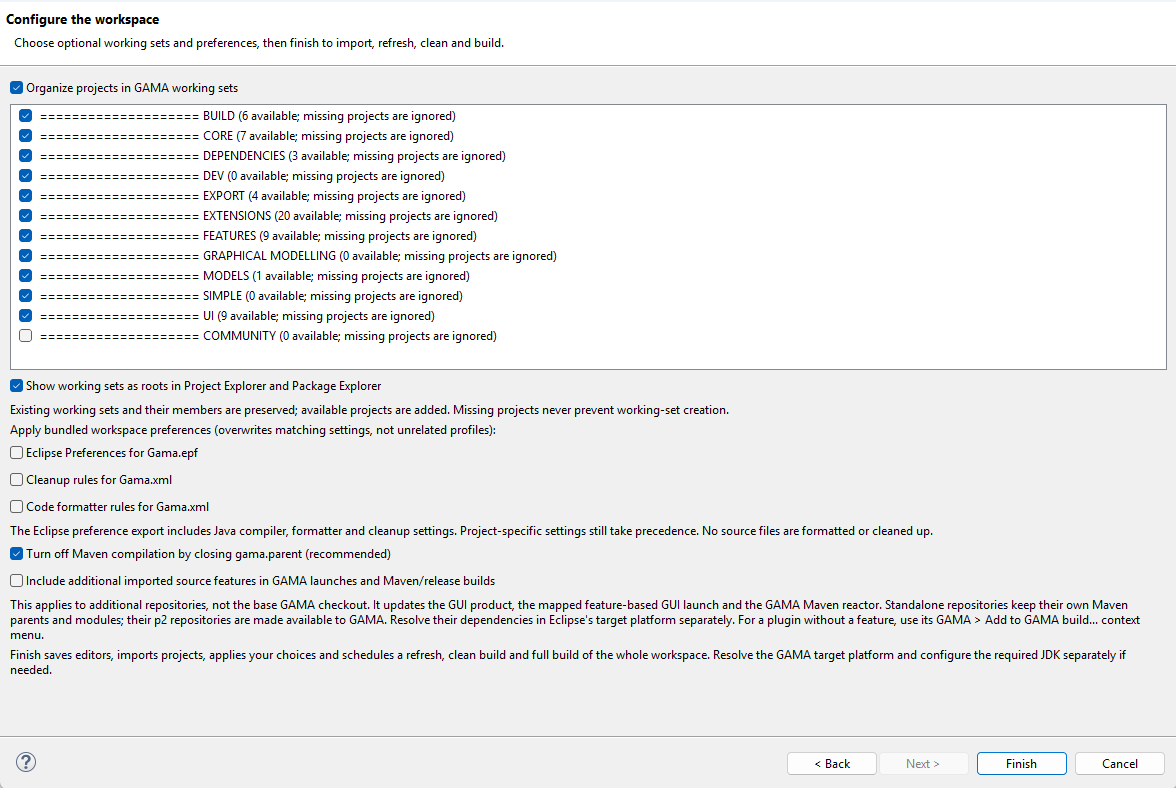 Configure the workspace
Choose optional working sets and preferences, then finish to import, refresh, clean and build.
Organize projects in GAMA working sets
==================== BUILD (6 available; missing projects are ignored)
==================== CORE (7 available; missing projects are ignored)
==================== DEPENDENCIES (3 available; missing projects are ignored)
==================== DEV (0 available; missing projects are ignored)
==================== EXPORT (4 available; missing projects are ignored)
==================== EXTENSIONS (20 available; missing projects are ignored)
==================== FEATURES (9 available; missing projects are ignored)
==================== GRAPHICAL MODELLING (0 available; missing projects are ignored)
==================== MODELS (1 available; missing projects are ignored)
==================== SIMPLE (0 available; missing projects are ignored)
==================== UI (9 available; missing projects are ignored)
==================== COMMUNITY (0 available; missing projects are ignored)
Show working sets as roots in Project Explorer and Package Explorer
Existing working sets and their members are preserved; available projects are added. Missing projects never prevent working-set creation.
Apply bundled workspace preferences (overwrites matching settings, not unrelated profiles):
Eclipse Preferences for Gama.epf
Cleanup rules for Gama.xml
Code formatter rules for Gama.xml
The Eclipse preference export includes Java compiler, formatter and cleanup settings. Project-specific settings still take precedence. No source files are formatted or cleaned up.
Turn off Maven compilation by closing gama.parent (recommended)
Include additional imported source features in GAMA launches and Maven/release builds
This applies to additional repositories, not the base GAMA checkout. It updates the GUI product, the mapped feature-based GUI launch and the GAMA Maven reactor. Standalone repositories keep their own Maven
parents and modules; their p2 repositories are made available to GAMA. Resolve their dependencies in Eclipse's target platform separately. For a plugin without a feature, use its GAMA > Add to GAMA build... context
menu.
Finish saves editors, imports projects, applies your choices and schedules a refresh, clean build and full build of the whole workspace. Resolve the GAMA target platform and configure the required JDK separately if
needed.
?
< Back
Next >
Finish
Cancel